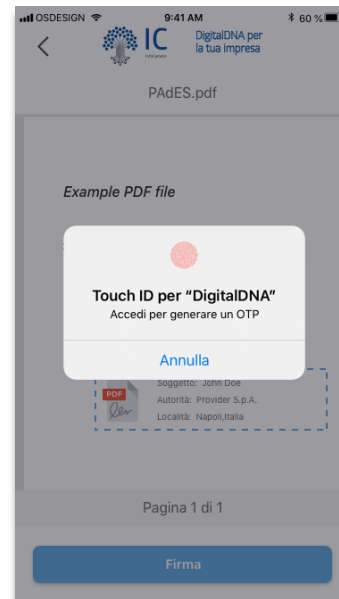 OSDESIGN
9:41 AM
60 %
IC
InfoCamere
DigitalDNA per
la tua impresa
PAdES.pdf
Example PDF file
Touch ID per “DigitalDNA”
Accedi per generare un OTP
Annulla
PDF
Soggetto: John Doe
Autorità: Provider S.p.A.
Località: Napoli,Italia
Pagina 1 di 1
Firma